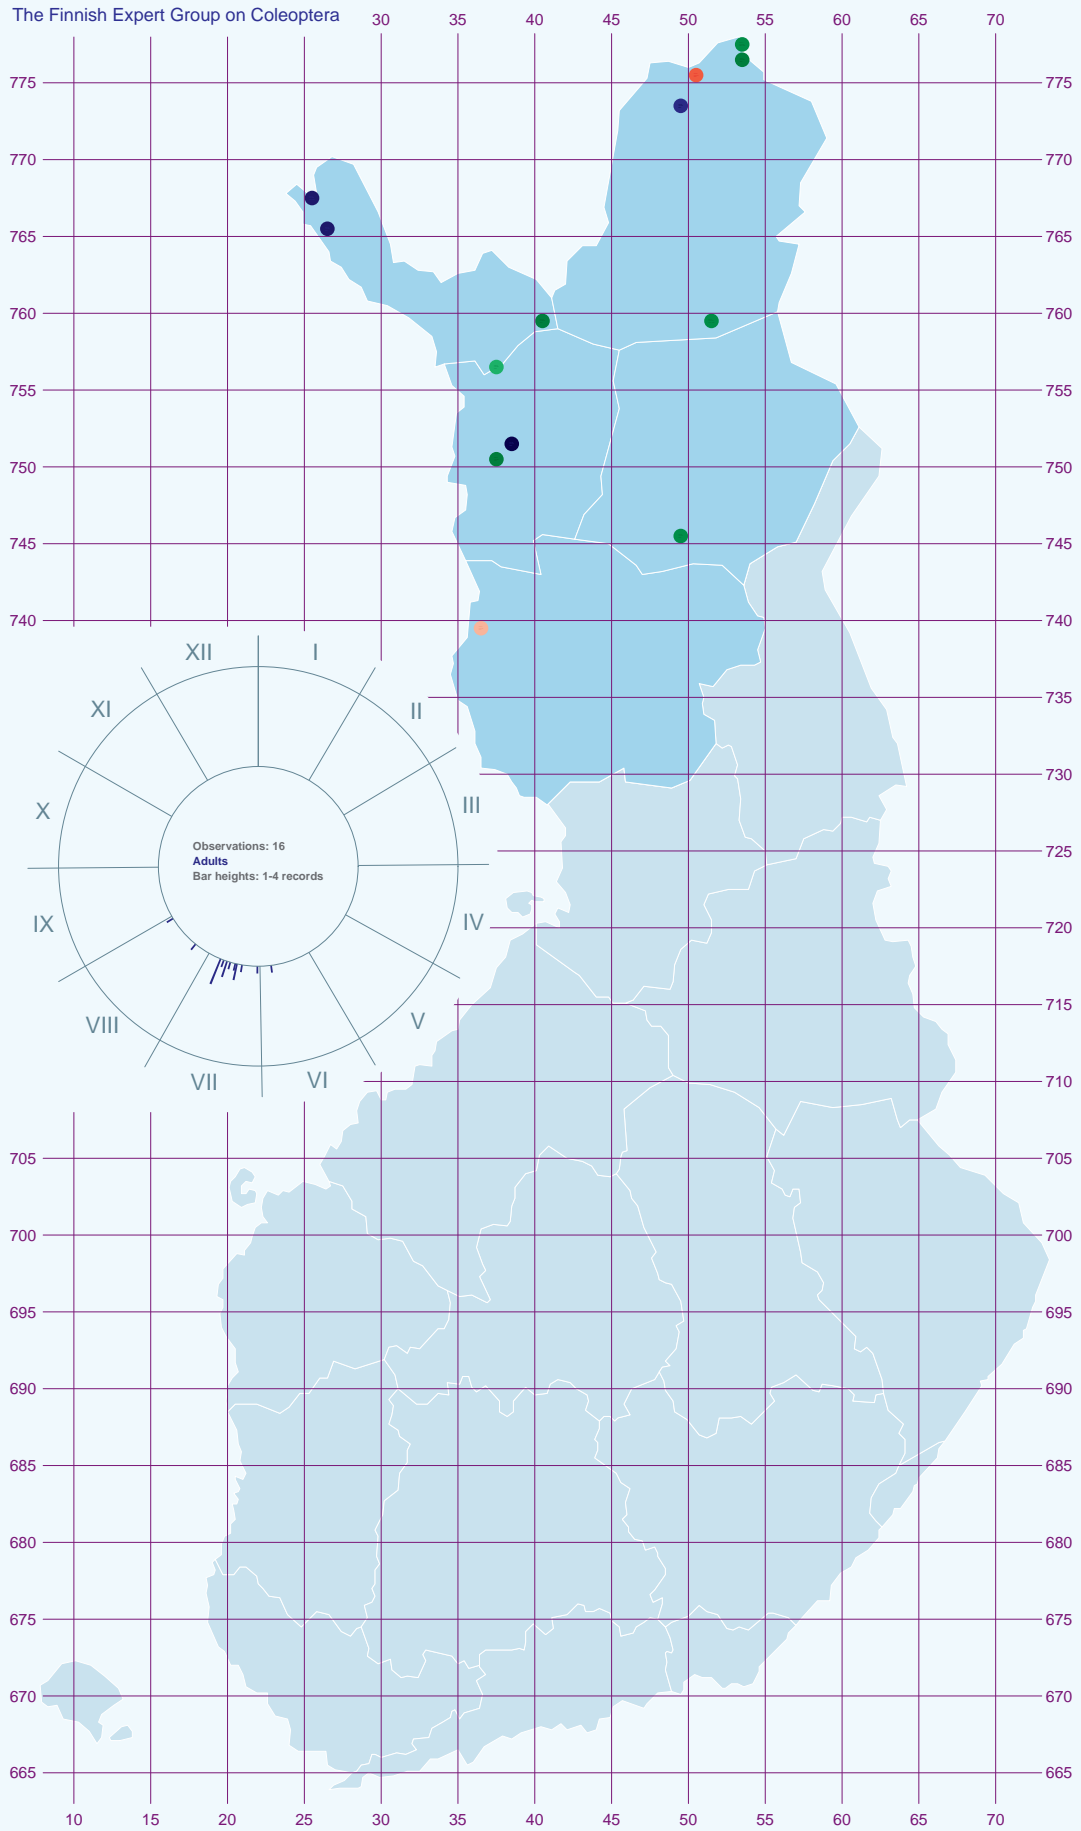 The Finnish Expert Group on Coleoptera
30 35 40 45 50 55 60 65 70
775 775
770 770
765 765
760 760
755 755
750 750
745 745
740 740
XII I
XI II
735
730
X III
Observations: 16
Adults
Bar heights: 1-4 records
725
IX IV
720
715
VIII V
VII VI
710
705 705
700 700
695 695
690 690
685 685
680 680
675 675
670 670
665 665
10 15 20 25 30 35 40 45 50 55 60 65 70